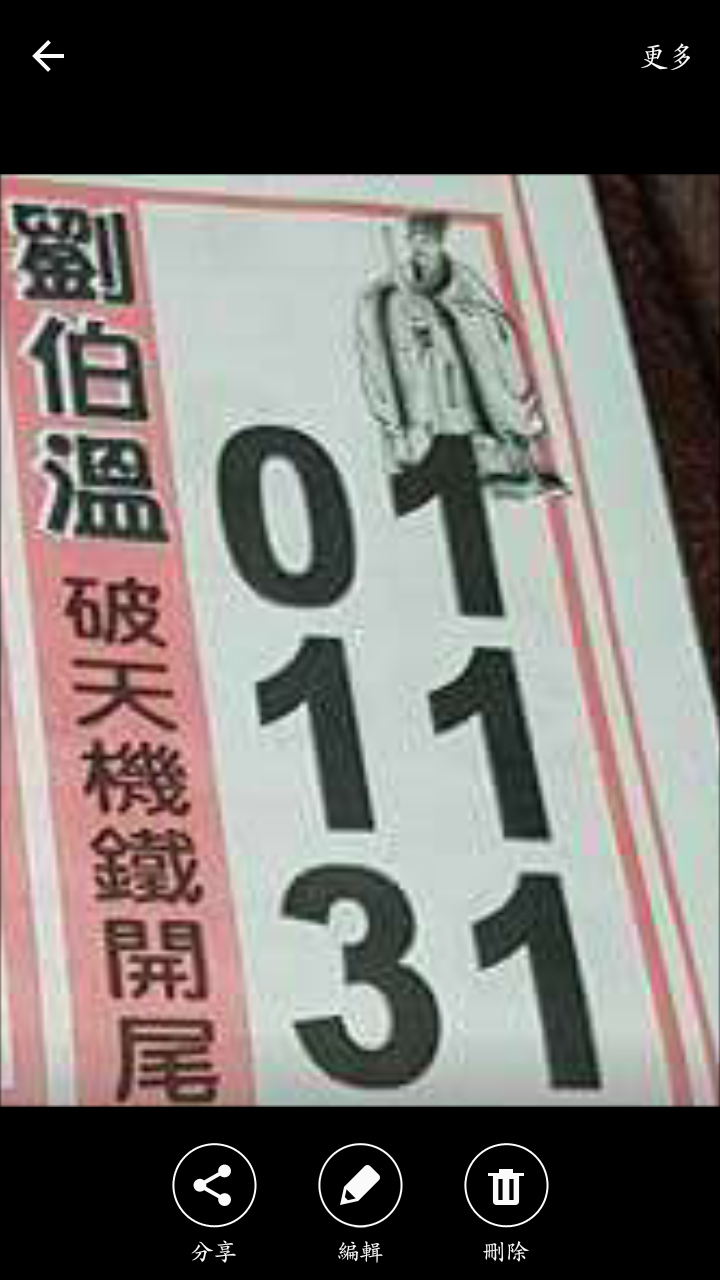 更多
劉伯溫 破天機鐵開尾
01
11
31
分享 編輯 刪除